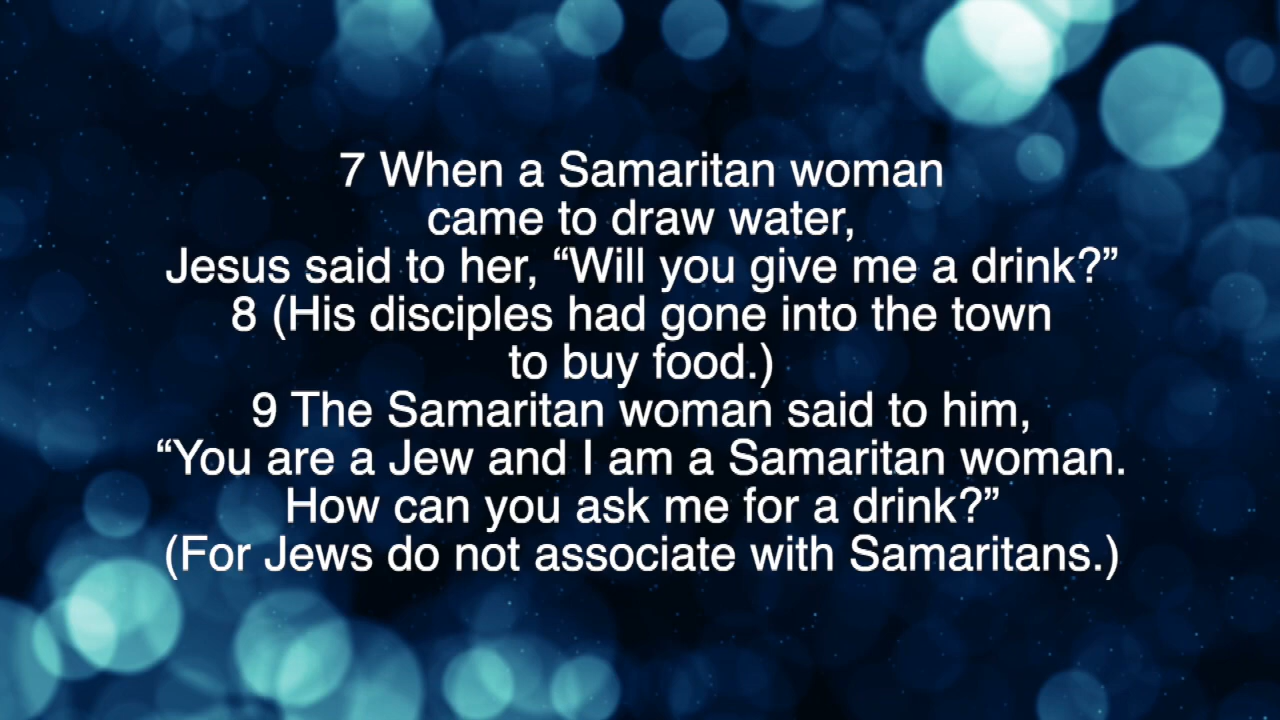 7 When a Samaritan woman
came to draw water,
Jesus said to her, “Will you give me a drink?”
8 (His disciples had gone into the town
to buy food.)
9 The Samaritan woman said to him,
“You are a Jew and I am a Samaritan woman.
How can you ask me for a drink?”
(For Jews do not associate with Samaritans.)